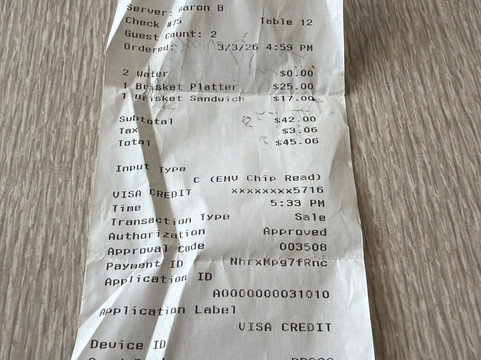 Server: Aaron B
Check #75 Table 12
Guest Count: 2
Ordered: 3/3/26 4:59 PM
2 Water $0.00
1 Brisket Platter $25.00
1 Brisket Sandwich $17.00
Subtotal $42.00
Tax $3.06
Total $45.06
Input Type
C (EMV Chip Read)
VISA CREDIT xxxxxxxx5716
Time 5:33 PM
Transaction Type Sale
Authorization Approved
Approval Code 003508
Payment ID NhrxMpg7fRnc
Application ID
A0000000031010
Application Label
VISA CREDIT
Device ID